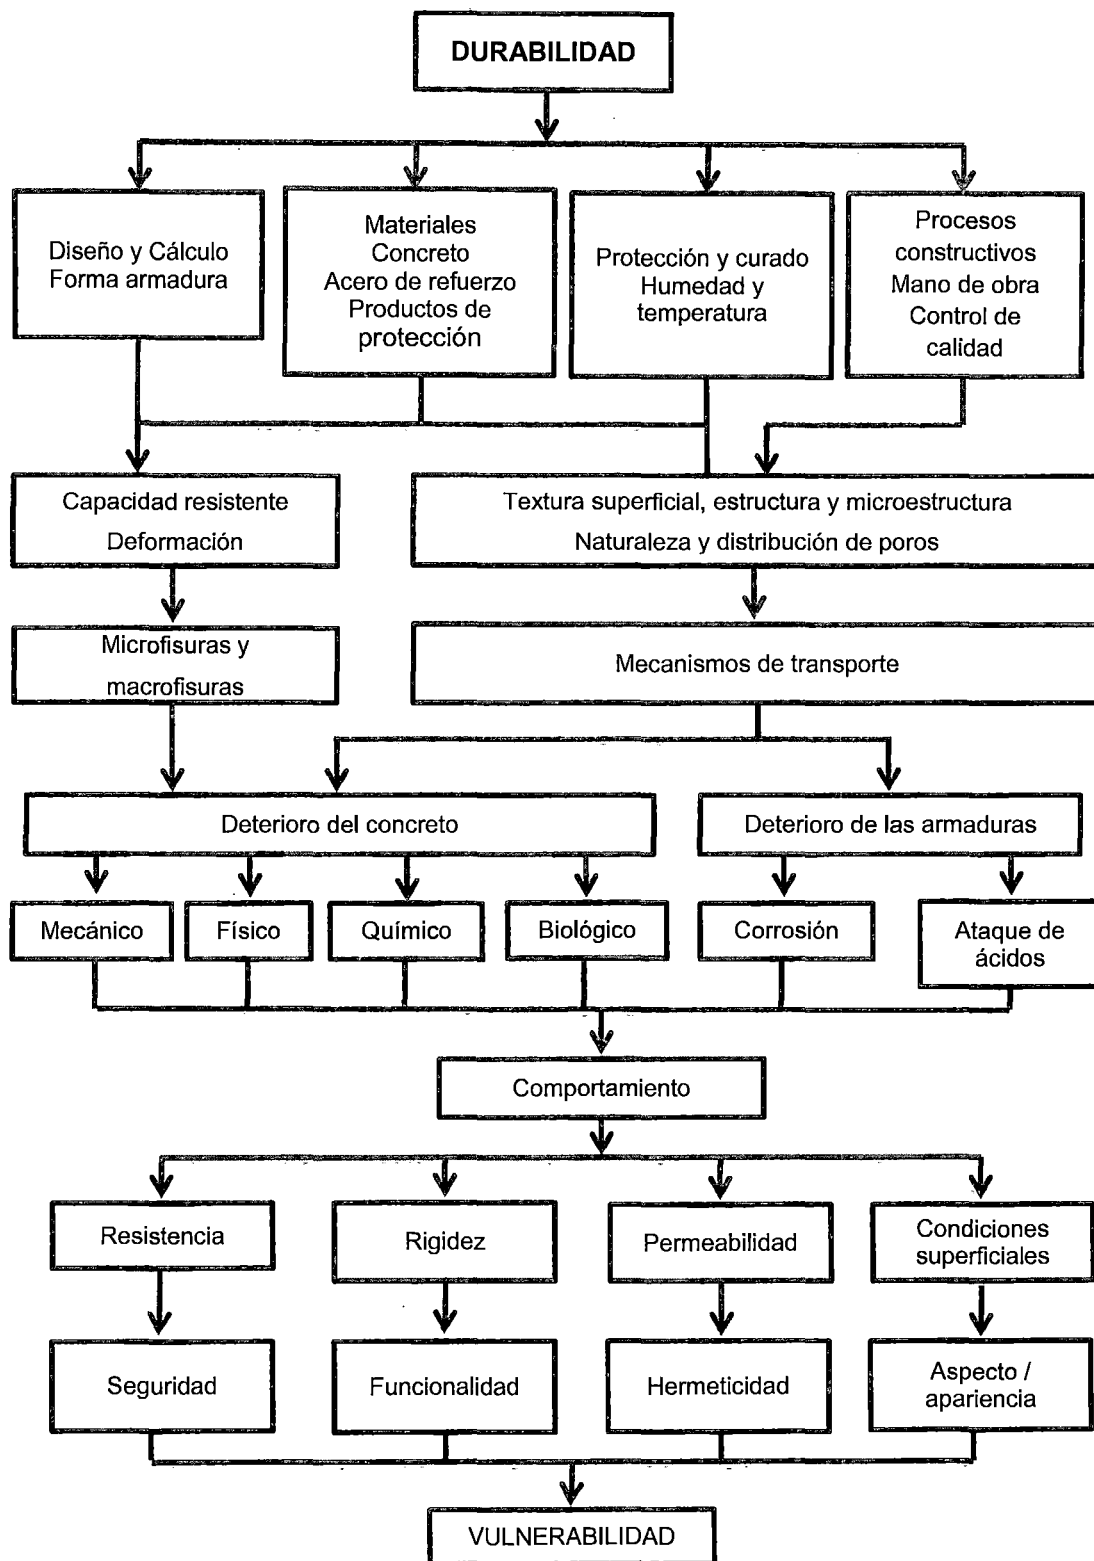 DURABILIDAD
Diseño y Cálculo
Forma armadura
Materiales
Concreto
Acero de refuerzo
Productos de
protección
Protección y curado
Humedad y
temperatura
Procesos
constructivos
Mano de obra
Control de
calidad
Capacidad resistente
Deformación
Textura superficial, estructura y microestructura
Naturaleza y distribución de poros
Microfisuras y
macrofisuras
Mecanismos de transporte
Deterioro del concreto
Deterioro de las armaduras
Mecánico
Físico
Químico
Biológico
Corrosión
Ataque de
ácidos
Comportamiento
Resistencia
Rigidez
Permeabilidad
Condiciones
superficiales
Seguridad
Funcionalidad
Hermeticidad
Aspecto /
apariencia
VULNERABILIDAD